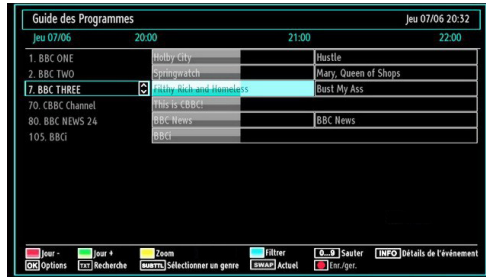 Guide des Programmes Jeu 07/06 20:32
Jeu 07/06 20:00 21:00 22:00
1. BBC ONE Holby City Hustle
2. BBC TWO Springwatch Mary, Queen of Shops
7. BBC THREE Filthy Rich and Homeless Bust My Ass
70. CBBC Channel This is CBBC!
80. BBC NEWS 24 BBC News BBC News
105. BBCi BBCi
Jour - Jour + Zoom Filtrer 0...9 Sauter INFO Détails de l'événement
OK Options TXT Recherche SUBTTL Sélectionner un genre SWAP Actuel Enr./ger.